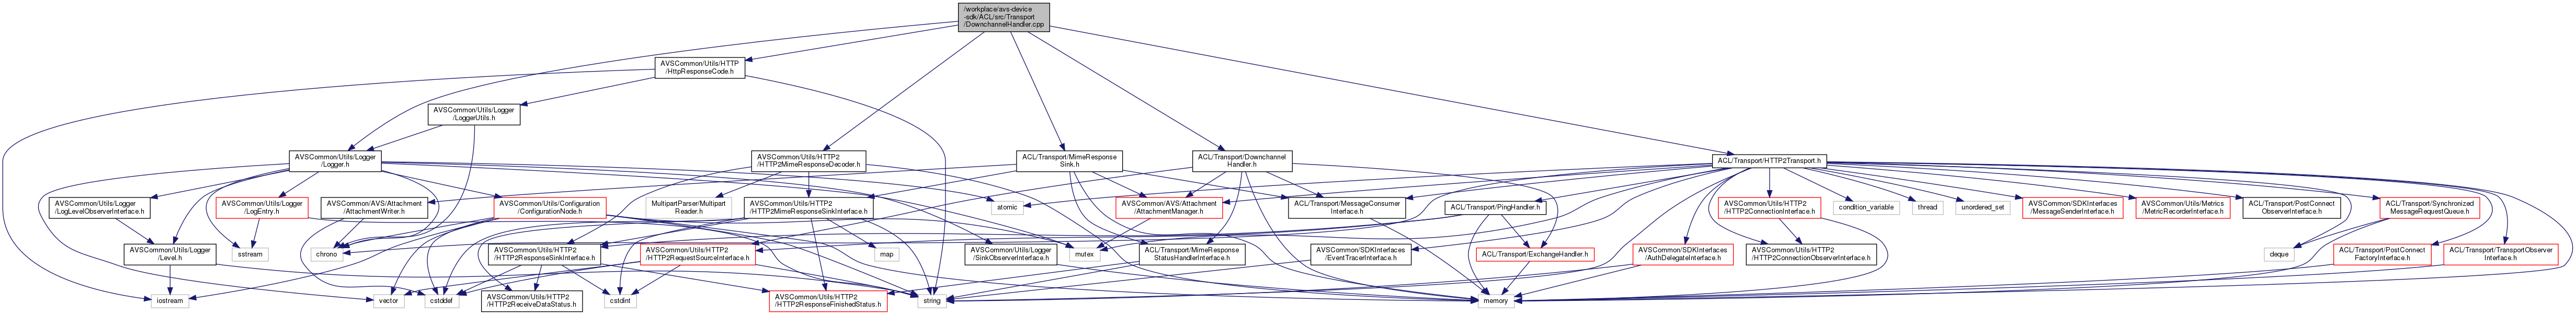 /workplace/avs-device
-sdk/ACL/src/Transport
/DownchannelHandler.cpp
AVSCommon/Utils/HTTP
/HttpResponseCode.h
AVSCommon/Utils/Logger
/LoggerUtils.h
AVSCommon/Utils/Logger
/Logger.h
AVSCommon/Utils/HTTP2
/HTTP2MimeResponseDecoder.h
ACL/Transport/MimeResponse
Sink.h
ACL/Transport/Downchannel
Handler.h
ACL/Transport/HTTP2Transport.h
AVSCommon/Utils/Logger
/LogLevelObserverInterface.h
AVSCommon/Utils/Logger
/LogEntry.h
AVSCommon/AVS/Attachment
/AttachmentWriter.h
AVSCommon/Utils/Configuration
/ConfigurationNode.h
MultipartParser/Multipart
Reader.h
AVSCommon/Utils/HTTP2
/HTTP2MimeResponseSinkInterface.h
atomic
AVSCommon/AVS/Attachment
/AttachmentManager.h
ACL/Transport/MessageConsumer
Interface.h
ACL/Transport/PingHandler.h
AVSCommon/Utils/HTTP2
/HTTP2ConnectionInterface.h
condition_variable
thread
unordered_set
AVSCommon/SDKInterfaces
/MessageSenderInterface.h
AVSCommon/Utils/Metrics
/MetricRecorderInterface.h
ACL/Transport/PostConnect
ObserverInterface.h
ACL/Transport/Synchronized
MessageRequestQueue.h
AVSCommon/Utils/Logger
/Level.h
sstream
chrono
AVSCommon/Utils/HTTP2
/HTTP2ResponseSinkInterface.h
AVSCommon/Utils/HTTP2
/HTTP2RequestSourceInterface.h
map
AVSCommon/Utils/Logger
/SinkObserverInterface.h
mutex
ACL/Transport/MimeResponse
StatusHandlerInterface.h
AVSCommon/SDKInterfaces
/EventTracerInterface.h
ACL/Transport/ExchangeHandler.h
AVSCommon/SDKInterfaces
/AuthDelegateInterface.h
AVSCommon/Utils/HTTP2
/HTTP2ConnectionObserverInterface.h
deque
ACL/Transport/PostConnect
FactoryInterface.h
ACL/Transport/TransportObserver
Interface.h
iostream
vector
cstddef
AVSCommon/Utils/HTTP2
/HTTP2ReceiveDataStatus.h
cstdint
AVSCommon/Utils/HTTP2
/HTTP2ResponseFinishedStatus.h
string
memory